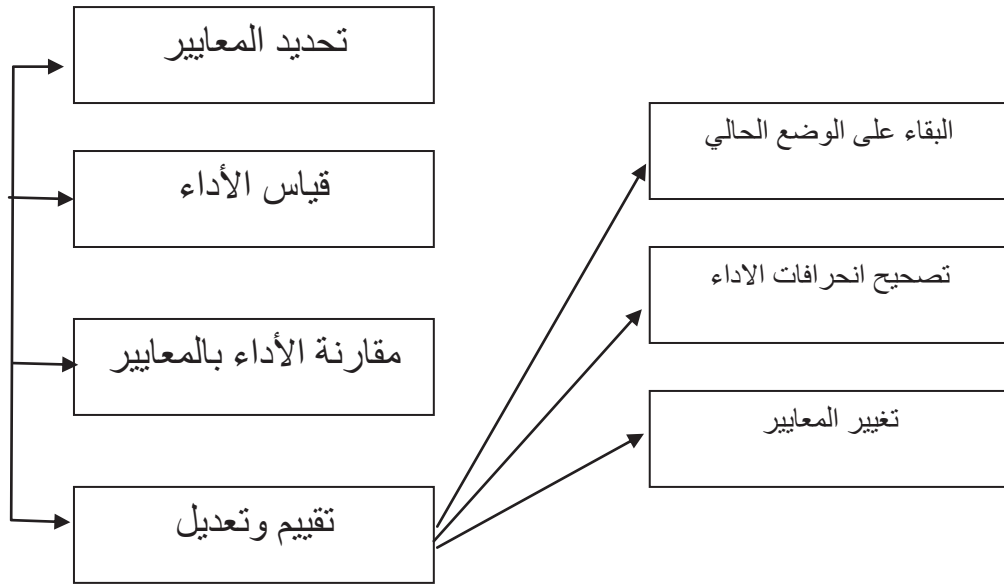 تحديد المعايير
قياس الأداء
مقارنة الأداء بالمعايير
تقييم وتعديل
البقاء على الوضع الحالي
تصحيح انحرافات الاداء
تغيير المعايير